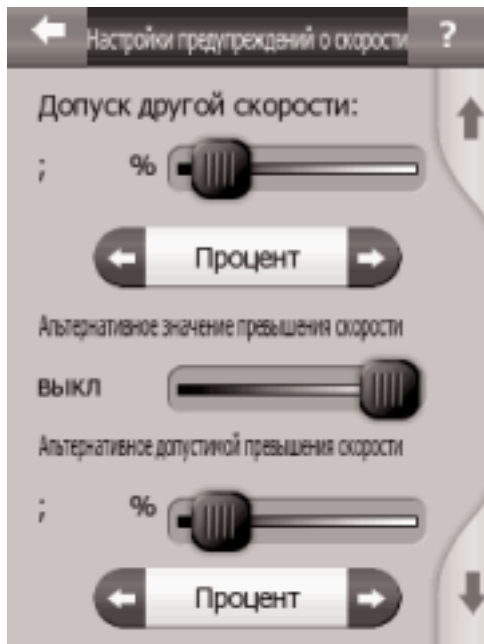 Настройки предупреждений о скорости ?
Допуск другой скорости:
; %
Процент
Альтернативное значение превышения скорости
выкл
Альтернативное допустимой превышения скорости
; %
Процент